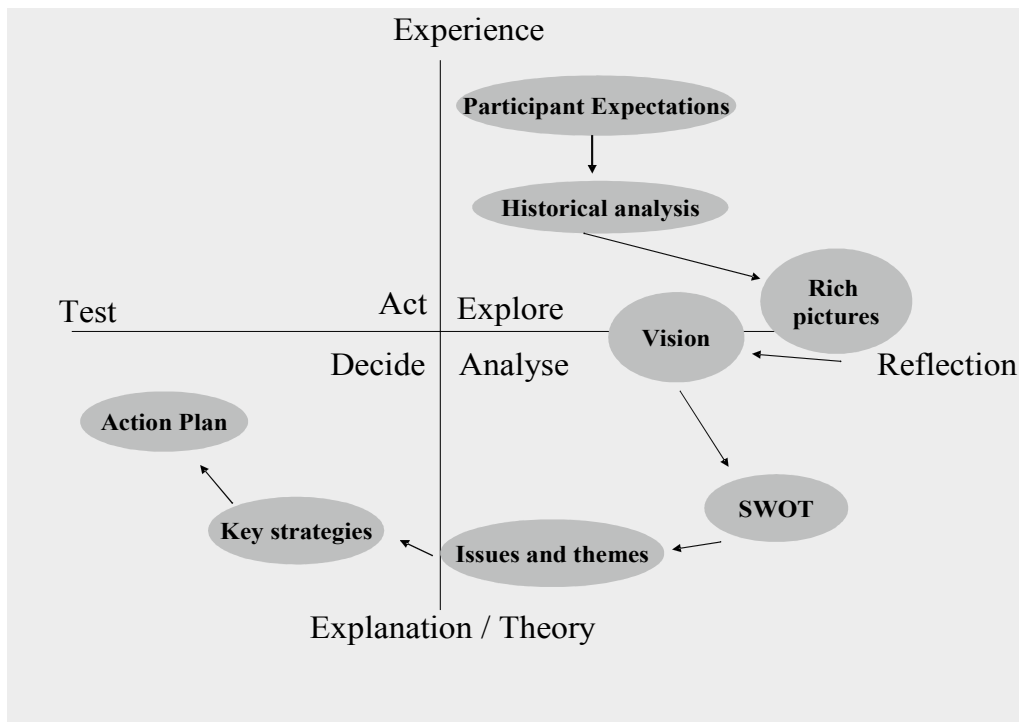 Experience
Participant Expectations
Historical analysis
Rich
pictures
Test
Act
Explore
Vision
Decide
Analyse
Reflection
Action Plan
SWOT
Key strategies
Issues and themes
Explanation / Theory